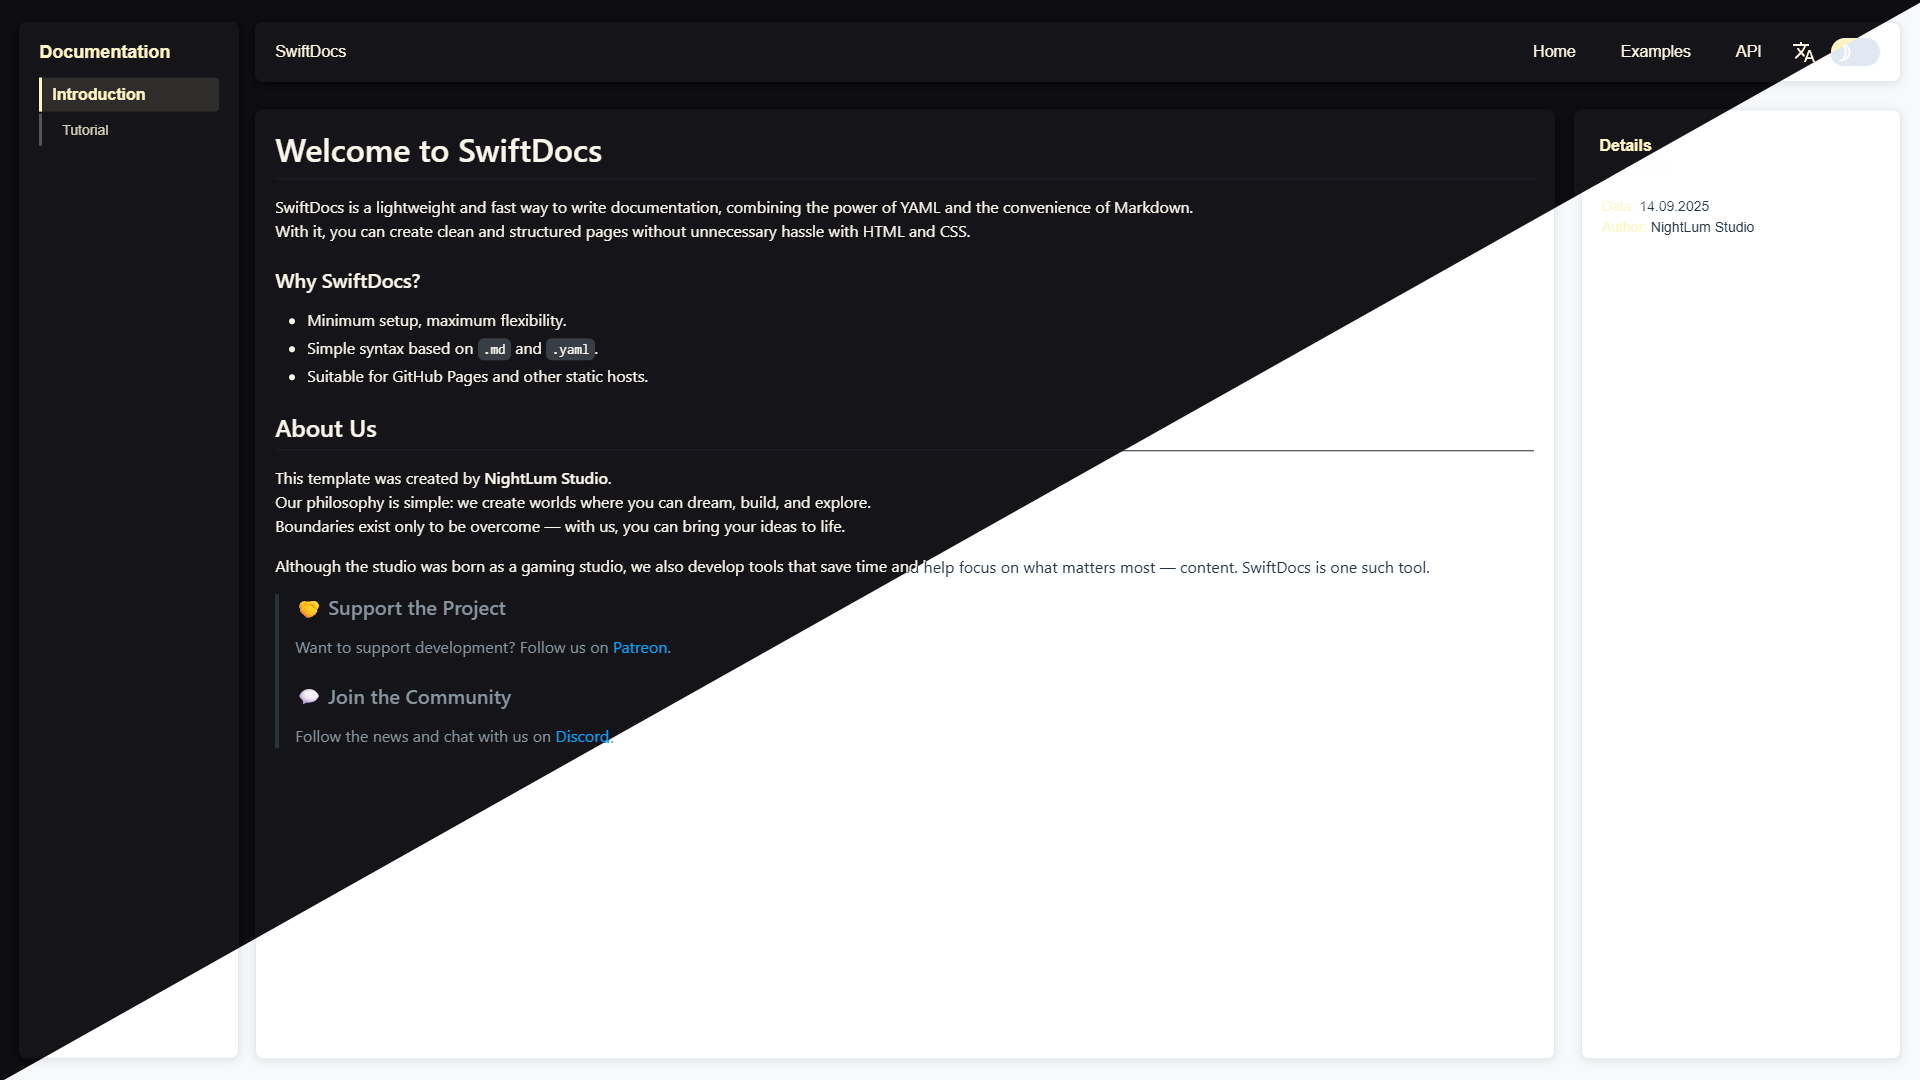 Documentation
Introduction
Tutorial
SwiftDocs
Home
Examples
API
Welcome to SwiftDocs
SwiftDocs is a lightweight and fast way to write documentation, combining the power of YAML and the convenience of Markdown.
With it, you can create clean and structured pages without unnecessary hassle with HTML and CSS.
Why SwiftDocs?
Minimum setup, maximum flexibility.
Simple syntax based on .md and .yaml.
Suitable for GitHub Pages and other static hosts.
About Us
This template was created by NightLum Studio.
Our philosophy is simple: we create worlds where you can dream, build, and explore.
Boundaries exist only to be overcome — with us, you can bring your ideas to life.
Although the studio was born as a gaming studio, we also develop tools that save time and help focus on what matters most — content. SwiftDocs is one such tool.
🤝 Support the Project
Want to support development? Follow us on Patreon.
💬 Join the Community
Follow the news and chat with us on Discord.
Details
Data: 14.09.2025
Author: NightLum Studio